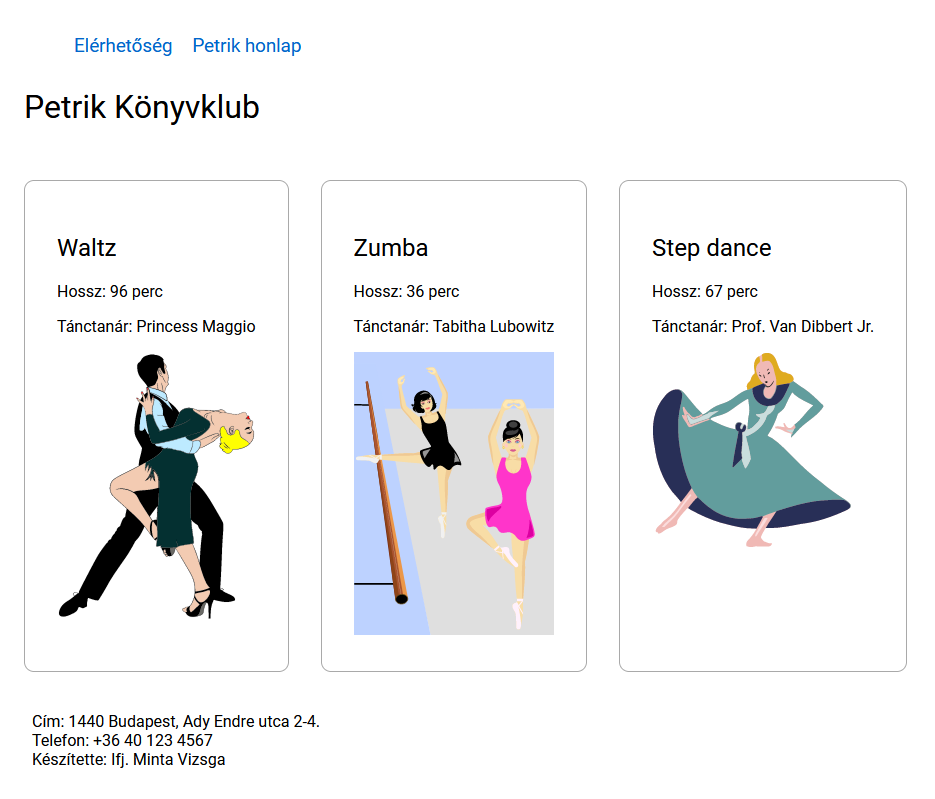 Elérhetőség Petrik honlap
Petrik Könyvklub
Waltz
Hossz: 96 perc
Tánctanár: Princess Maggio
Zumba
Hossz: 36 perc
Tánctanár: Tabitha Lubowitz
Step dance
Hossz: 67 perc
Tánctanár: Prof. Van Dibbert Jr.
Cím: 1440 Budapest, Ady Endre utca 2-4.
Telefon: +36 40 123 4567
Készítette: Ifj. Minta Vizsga